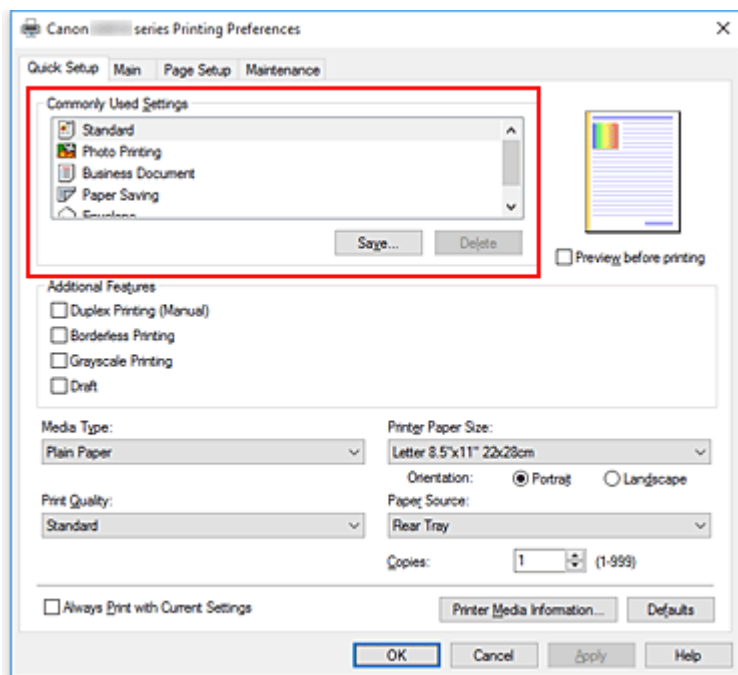 Canon series Printing Preferences
Quick Setup Main Page Setup Maintenance
Commonly Used Settings
Standard
Photo Printing
Business Document
Paper Saving
Envelope
Save... Delete
Preview before printing
Additional Features
Duplex Printing (Manual)
Borderless Printing
Grayscale Printing
Draft
Media Type: Printer Paper Size:
Plain Paper Letter 8.5"x11" 22x28cm
Orientation: Portrait Landscape
Print Quality: Paper Source:
Standard Rear Tray
Copies: 1 (1-999)
Always Print with Current Settings Printer Media Information... Defaults
OK Cancel Apply Help